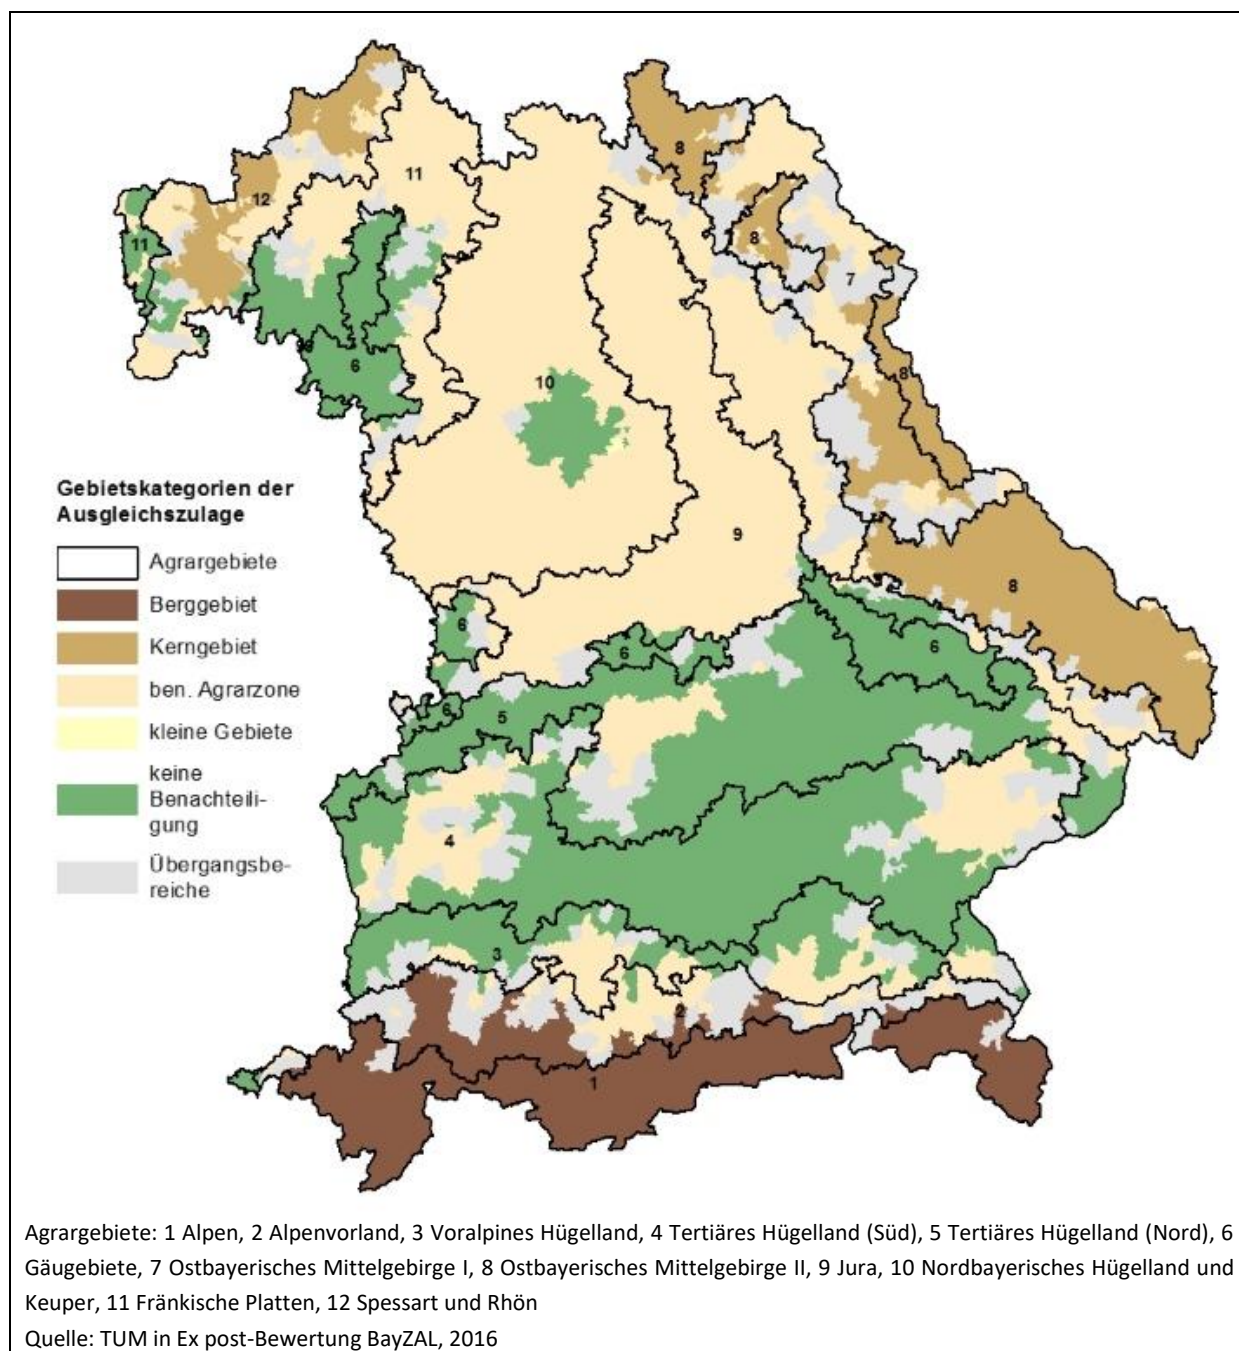 11
8
12
11
8
7
6
8
10
9
8
6
6
6
7
6
5
4
3
2
1
Gebietskategorien der
Ausgleichszulage
Agrargebiete
Berggebiet
Kerngebiet
ben. Agrarzone
kleine Gebiete
keine
Benachteili-
gung
Übergangsbe-
reiche
Agrargebiete: 1 Alpen, 2 Alpenvorland, 3 Voralpines Hügelland, 4 Tertiäres Hügelland (Süd), 5 Tertiäres Hügelland (Nord), 6
Gäugebiete, 7 Ostbayerisches Mittelgebirge I, 8 Ostbayerisches Mittelgebirge II, 9 Jura, 10 Nordbayerisches Hügelland und
Keuper, 11 Fränkische Platten, 12 Spessart und Rhön
Quelle: TUM in Ex post-Bewertung BayZAL, 2016